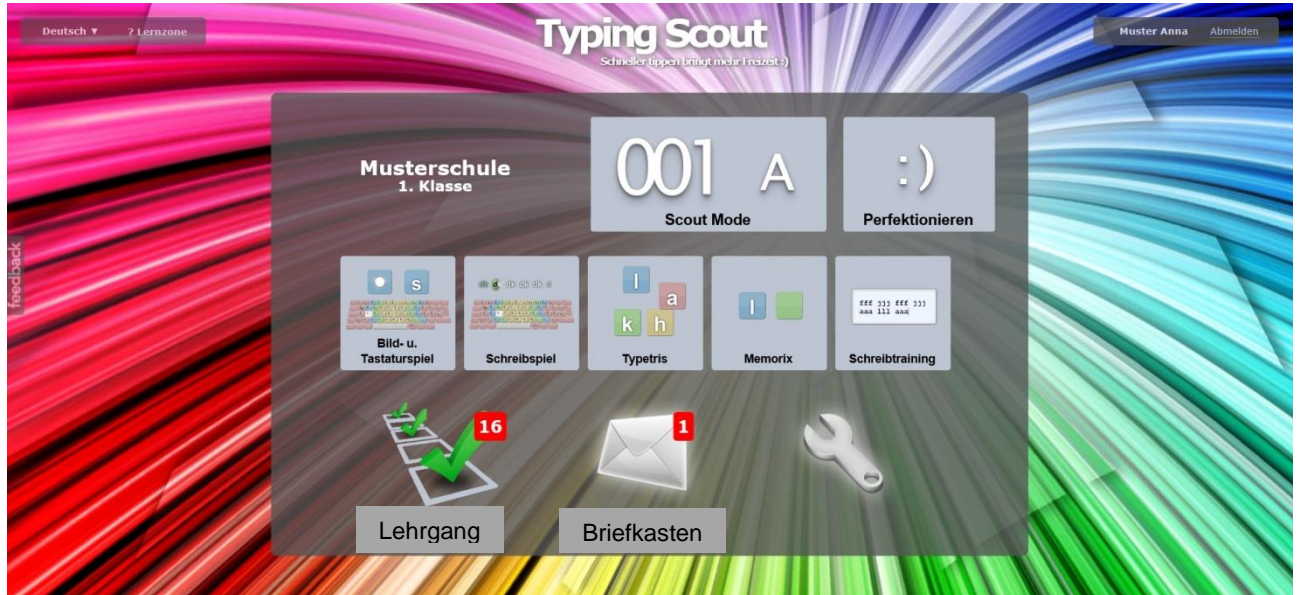 Deutsch ▼ ? Lernzone
Typing Scout
Schneller tippen bringt mehr Freizeit :)
Muster Anna Abmelden
feedback
Musterschule
1. Klasse
001 A
Scout Mode
:)
Perfektionieren
s
Bild- u.
Tastaturspiel
Schreibspiel
l
a
k h
Typetris
l
Memorix
fff jjj fff jjj
aaa lll aaa
Schreibtraining
16
1
Lehrgang
Briefkasten